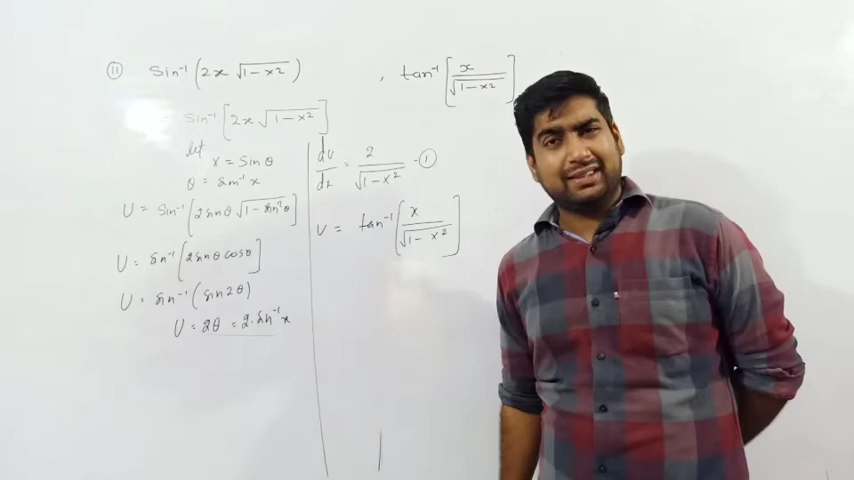 (11) Sin⁻¹(2x √(1-x²)) , tan⁻¹[x/√(1-x²)]
Sin⁻¹[2x √(1-x²)]
let
x = Sin θ
θ = Sin⁻¹ x
U = Sin⁻¹[2 Sin θ √(1-Sin²θ)]
U = Sin⁻¹[2 Sin θ cos θ]
U = Sin⁻¹(Sin 2θ)
U = 2θ = 2.Sin⁻¹ x
du/dx = 2/√(1-x²) -①
V = tan⁻¹[x/√(1-x²)]